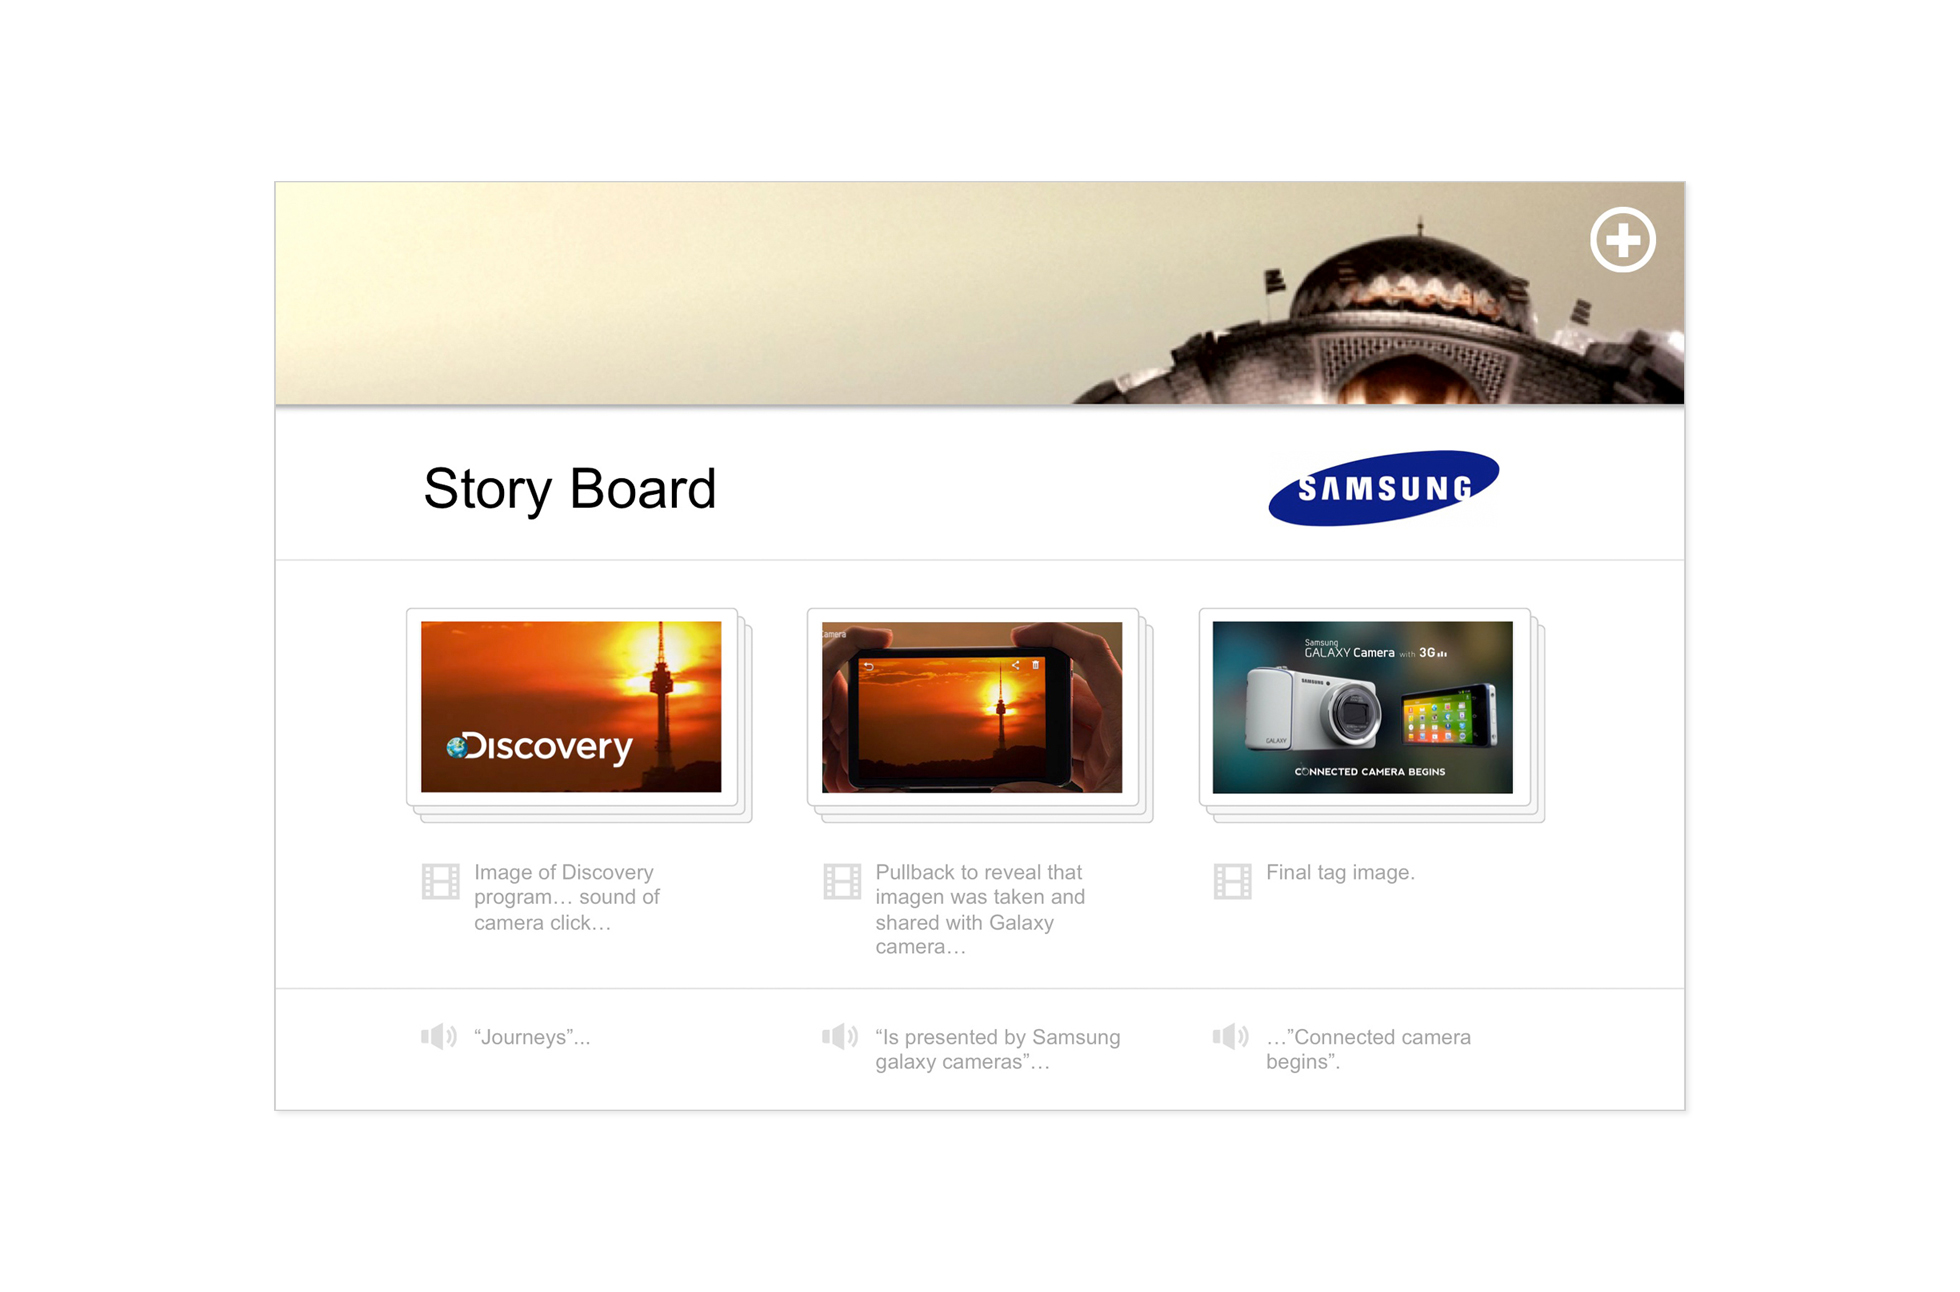 Story Board
SAMSUNG
DISCOVERY
Camera
Samsung
GALAXY Camera with 3G
SAMSUNG
GALAXY
CONNECTED CAMERA BEGINS
Image of Discovery
program… sound of
camera click…
Pullback to reveal that
imagen was taken and
shared with Galaxy
camera…
Final tag image.
“Journeys”...
“Is presented by Samsung
galaxy cameras”…
…”Connected camera
begins”.